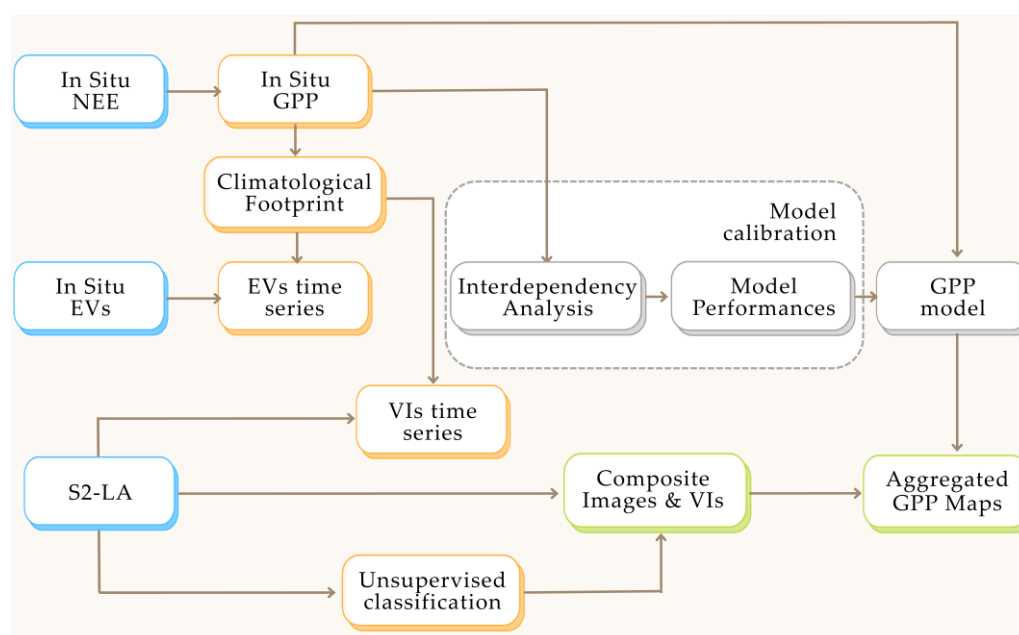 In Situ
NEE
In Situ
GPP
Climatological
Footprint
Model
calibration
In Situ
EVs
EVs time
series
Interdependency
Analysis
Model
Performances
GPP
model
VIs time
series
S2-LA
Composite
Images & VIs
Aggregated
GPP Maps
Unsupervised
classification